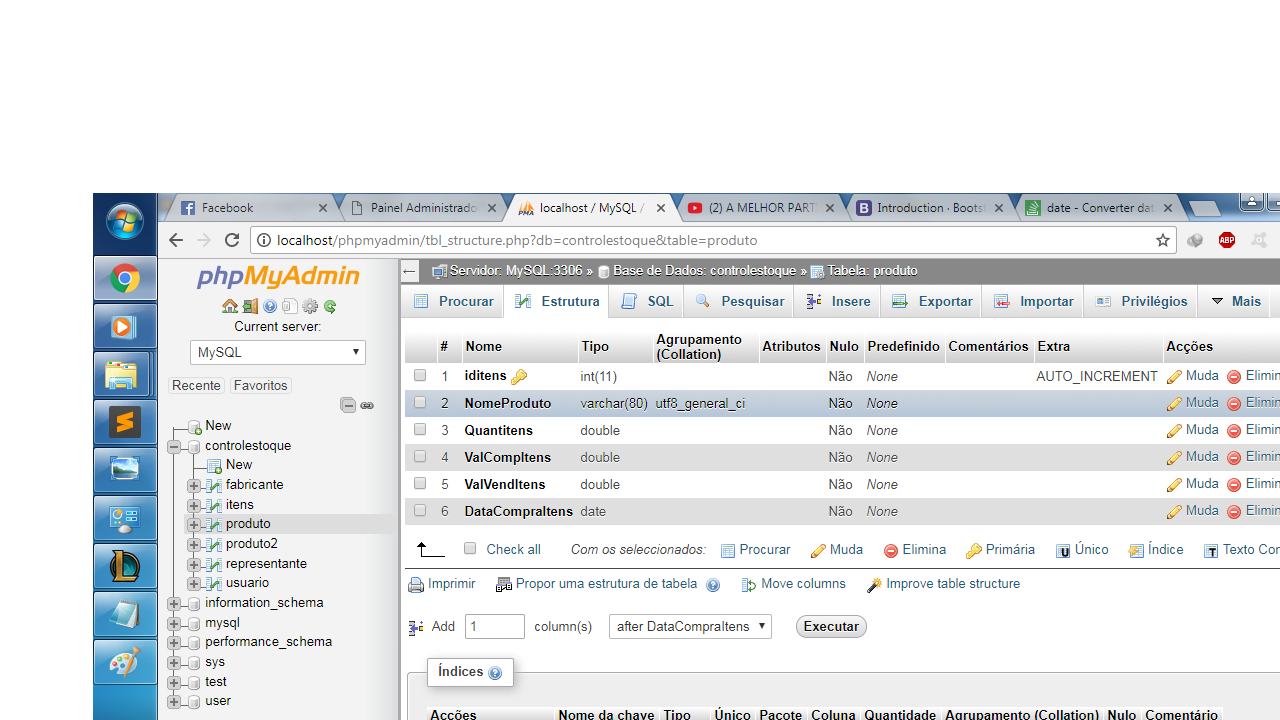 Facebook
Painel Administrado
localhost / MySQL /
(2) A MELHOR PART
Introduction · Boots
date - Converter dat
localhost/phpmyadmin/tbl_structure.php?db=controlestoque&table=produto
ABP
phpMyAdmin
Current server:
MySQL
Recente Favoritos
New
controlestoque
New
fabricante
itens
produto
produto2
representante
usuario
information_schema
mysql
performance_schema
sys
test
user
Servidor: MySQL:3306 » Base de Dados: controlestoque » Tabela: produto
Procurar Estrutura SQL Pesquisar Insere Exportar Importar Privilégios Mais
# Nome Tipo Agrupamento (Collation) Atributos Nulo Predefinido Comentários Extra Acções
1 iditens int(11) Não None AUTO_INCREMENT Muda Elimin
2 NomeProduto varchar(80) utf8_general_ci Não None Muda Elimin
3 Quantitens double Não None Muda Elimin
4 ValCompItens double Não None Muda Elimin
5 ValVendItens double Não None Muda Elimin
6 DataCompraItens date Não None Muda Elimin
Check all Com os seleccionados: Procurar Muda Elimina Primária Único Índice Texto Con
Imprimir Propor uma estrutura de tabela Move columns Improve table structure
Add 1 column(s) after DataCompraItens Executar
Índices
Acções Nome da chave Tipo Único Pacote Coluna Quantidade Agrupamento (Collation) Nulo Comentário